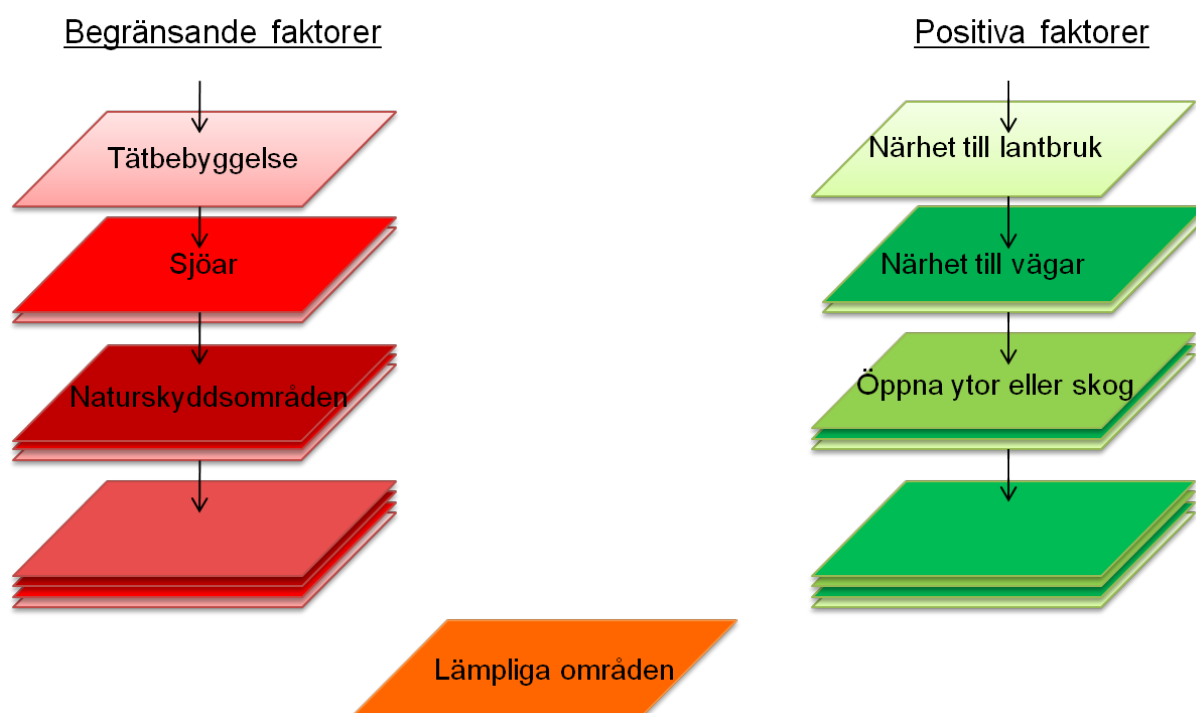 Begränsande faktorer
Tätbebyggelse
Sjöar
Naturskyddsområden
Positiva faktorer
Närhet till lantbruk
Närhet till vägar
Öppna ytor eller skog
Lämpliga områden